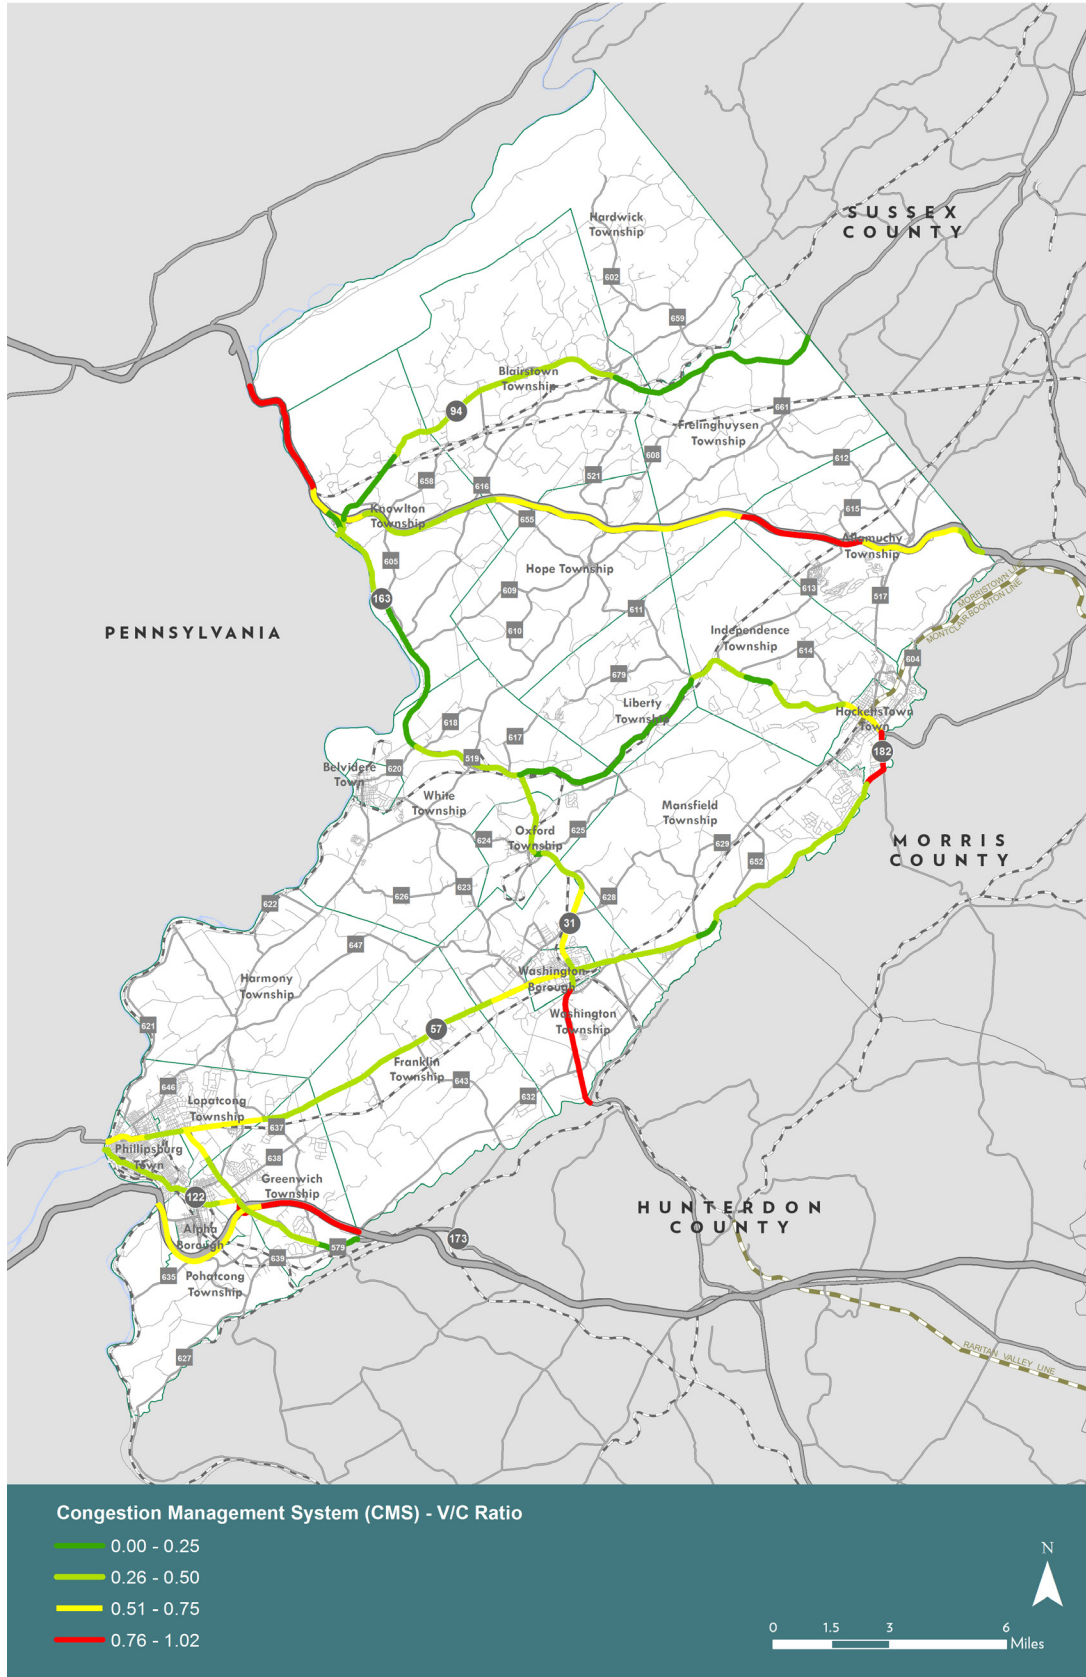 SUSSEX
COUNTY
Hardwick
Township
602
659
Blairstown
Township
94
661
Frelinghuysen
Township
608
612
521
658
616
615
Knowlton
Township
655
Allamuchy
Township
605
Hope Township
609
613
517
163
611
MORRISTOWN LINE
MONTCLAIR BOONTON LINE
PENNSYLVANIA
610
Independence
Township
614
604
679
Liberty
Township
HackettsTown
Town
618
617
182
519
Belvidere
Town
620
White
Township
Mansfield
Township
625
Oxford
Township
624
629
MORRIS
COUNTY
652
623
626
628
622
31
647
Washington
Borough
Harmony
Township
Washington
Township
621
57
Franklin
Township
643
646
632
Lopatcong
Township
637
Phillipsburg
Town
638
Greenwich
Township
122
HUNTERDON
COUNTY
Alpha
Borough
173
579
639
635
Pohatcong
Township
627
RARITAN VALLEY LINE
Congestion Management System (CMS) - V/C Ratio
0.00 - 0.25
0.26 - 0.50
0.51 - 0.75
0.76 - 1.02
N
0 1.5 3 6
Miles